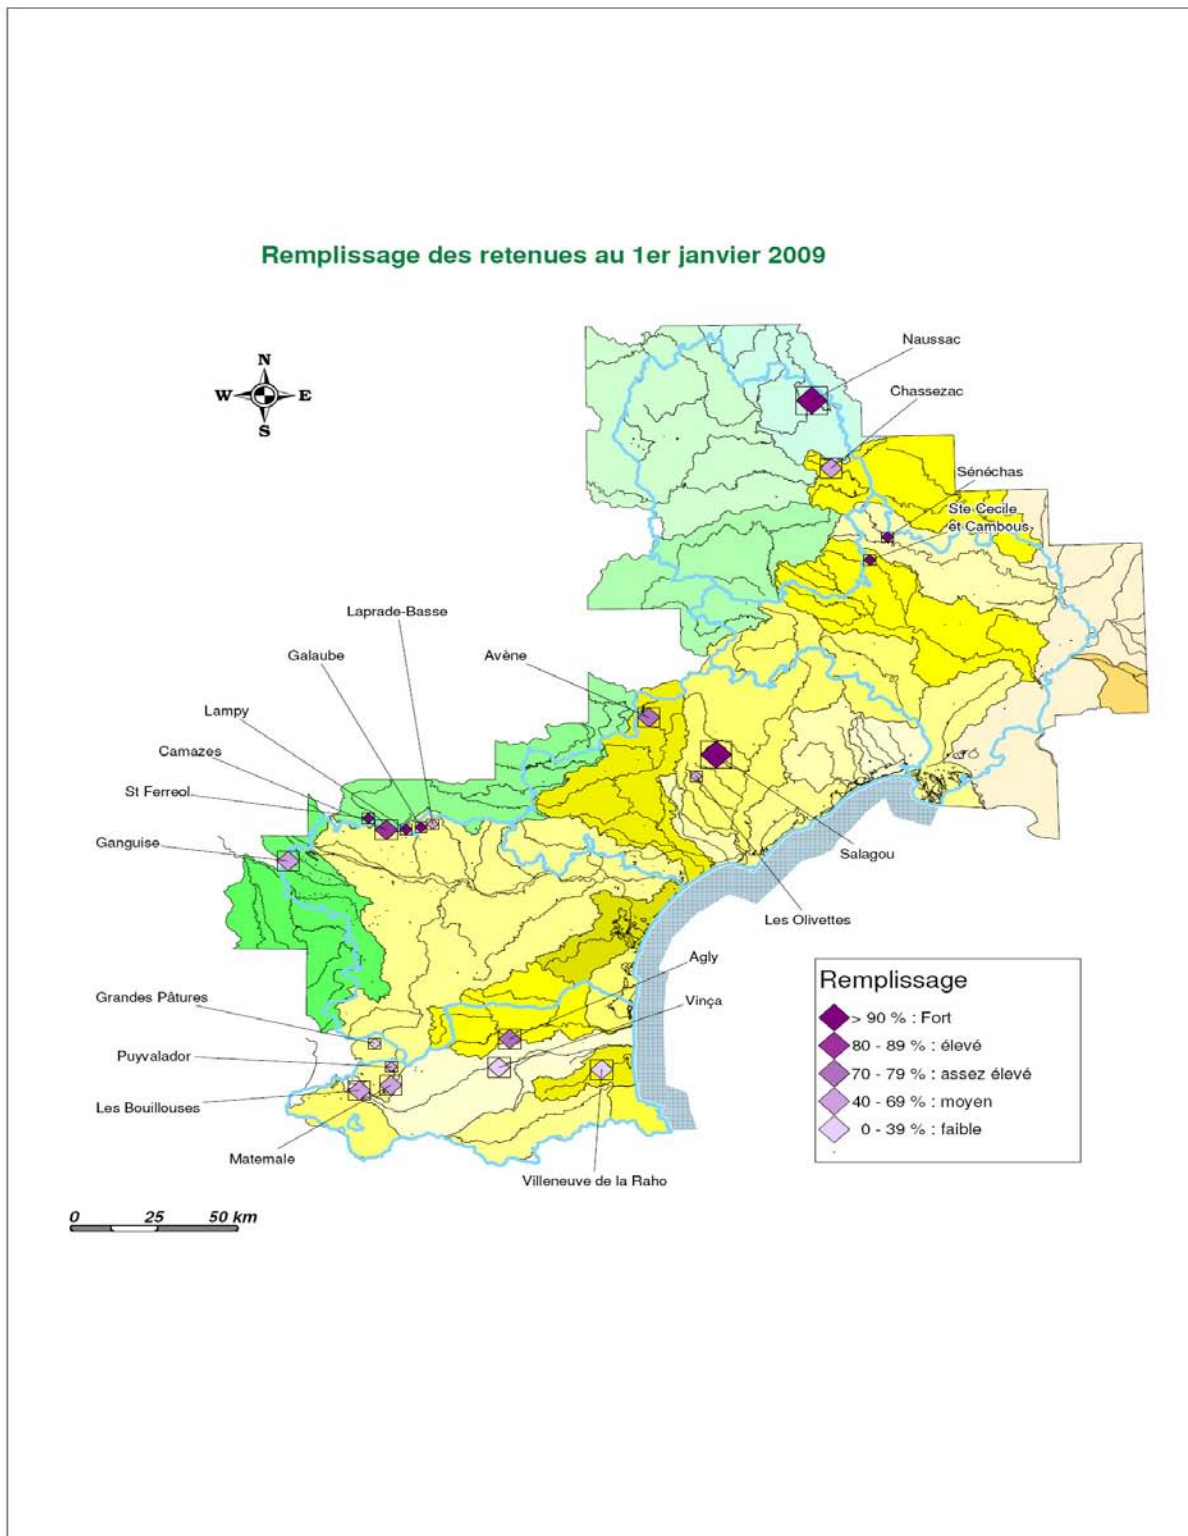 Remplissage des retenues au 1er janvier 2009
N
W E
S
Naussac
Chassezac
Sénéchas
Ste Cecile
et Cambous
Laprade-Basse
Galaube
Avène
Lampy
Camazes
St Ferreol
Ganguise
Salagou
Les Olivettes
Agly
Vinça
Grandes Pâtures
Puyvalador
Les Bouillouses
Matemale
Villeneuve de la Raho
Remplissage
> 90 % : Fort
80 - 89 % : élevé
70 - 79 % : assez élevé
40 - 69 % : moyen
0 - 39 % : faible
0 25 50 km